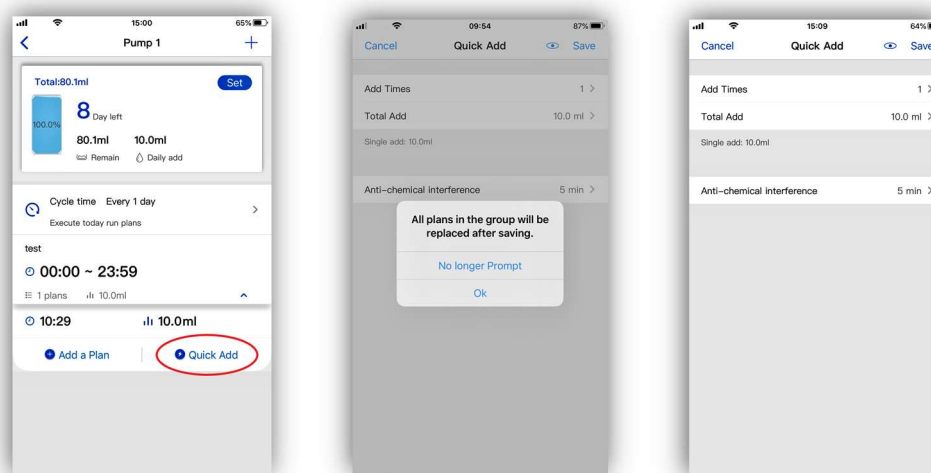 15:00
65%
Pump 1
Total:80.1ml
Set
100.0%
8 Day left
80.1ml 10.0ml
Remain Daily add
Cycle time Every 1 day
Execute today run plans
test
00:00 ~ 23:59
1 plans 10.0ml
10:29 10.0ml
Add a Plan Quick Add
09:54
87%
Cancel Quick Add Save
Add Times 1
Total Add 10.0 ml
Single add: 10.0ml
Anti-chemical interference 5 min
All plans in the group will be
replaced after saving.
No longer Prompt
Ok
15:09
64%
Cancel Quick Add Save
Add Times 1
Total Add 10.0 ml
Single add: 10.0ml
Anti-chemical interference 5 min